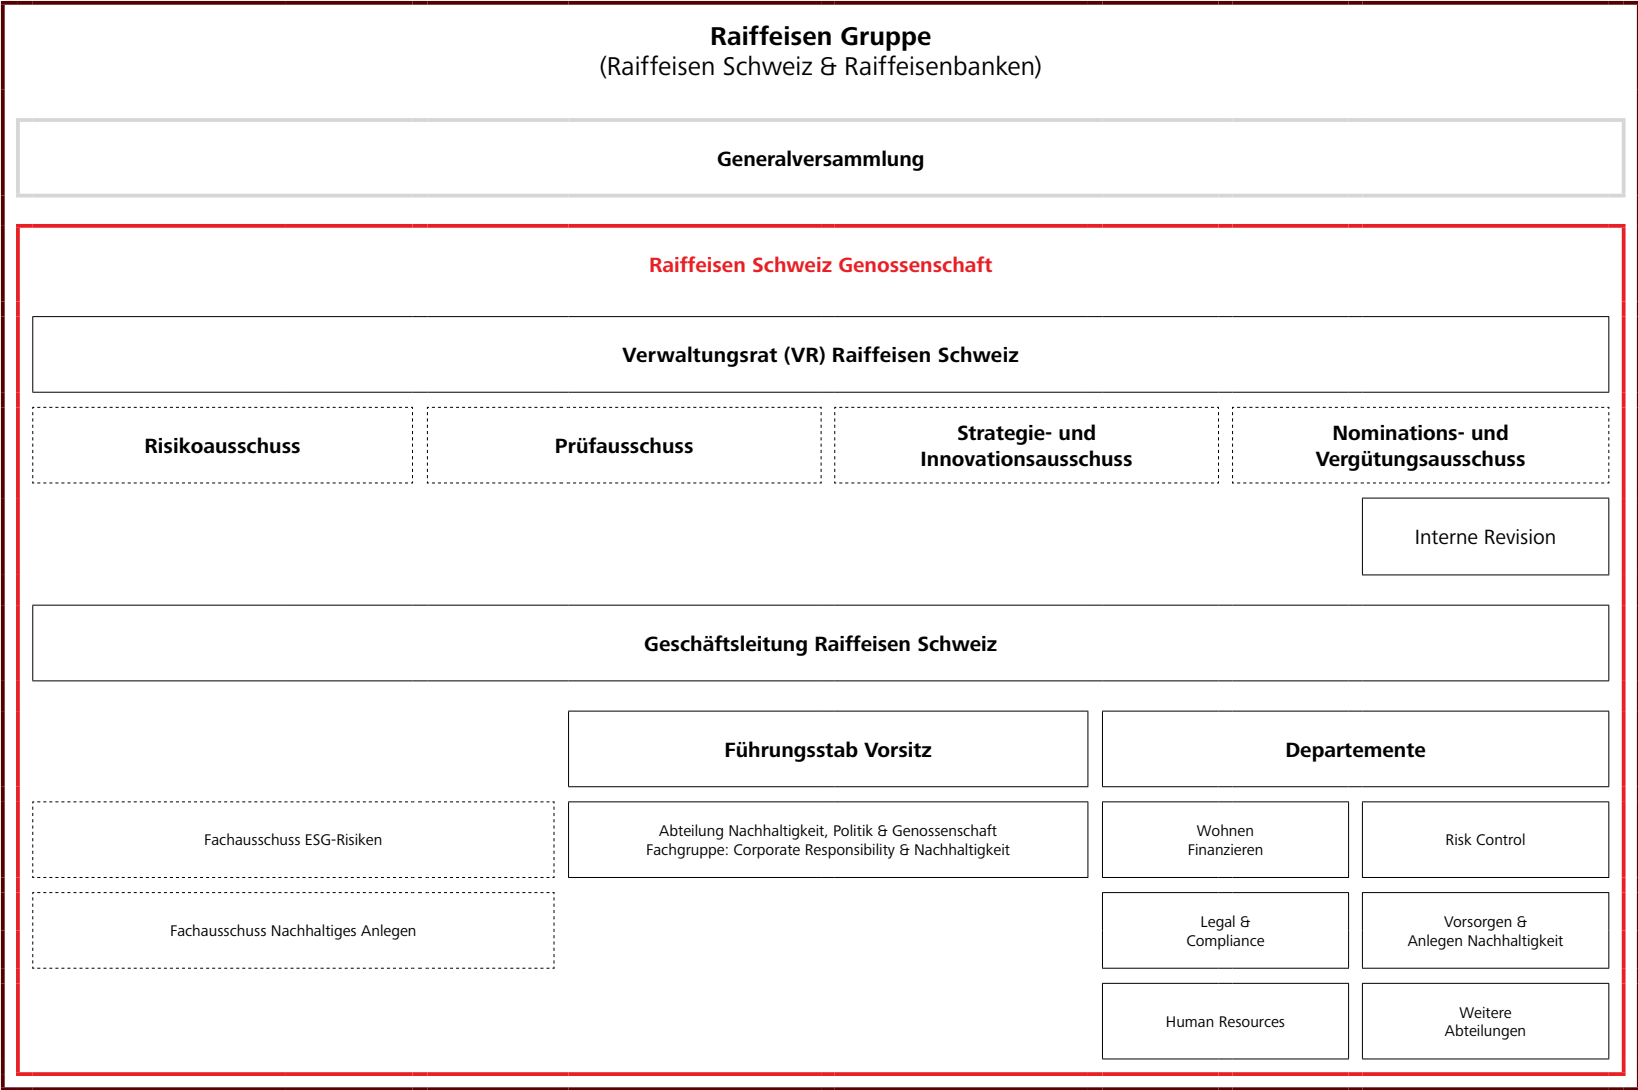 Raiffeisen Gruppe
(Raiffeisen Schweiz & Raiffeisenbanken)
Generalversammlung
Raiffeisen Schweiz Genossenschaft
Verwaltungsrat (VR) Raiffeisen Schweiz
Risikoausschuss
Prüfausschuss
Strategie- und
Innovationsausschuss
Nominations- und
Vergütungsausschuss
Interne Revision
Geschäftsleitung Raiffeisen Schweiz
Führungsstab Vorsitz
Departemente
Fachausschuss ESG-Risiken
Abteilung Nachhaltigkeit, Politik & Genossenschaft
Fachgruppe: Corporate Responsibility & Nachhaltigkeit
Wohnen
Finanzieren
Risk Control
Fachausschuss Nachhaltiges Anlegen
Legal &
Compliance
Vorsorgen &
Anlegen Nachhaltigkeit
Human Resources
Weitere
Abteilungen